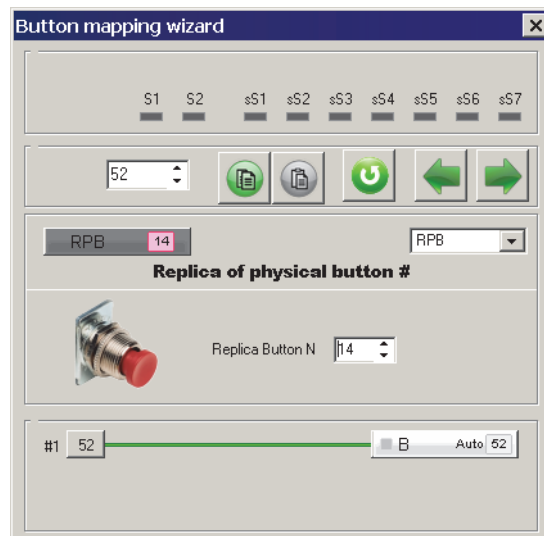 Button mapping wizard
S1 S2 sS1 sS2 sS3 sS4 sS5 sS6 sS7
52
RPB 14 RPB
Replica of physical button #
Replica Button N 14
#1 52 B Auto 52